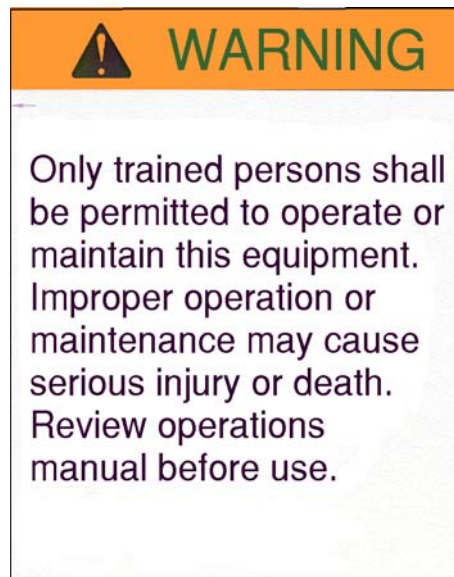 WARNING
Only trained persons shall
be permitted to operate or
maintain this equipment.
Improper operation or
maintenance may cause
serious injury or death.
Review operations
manual before use.